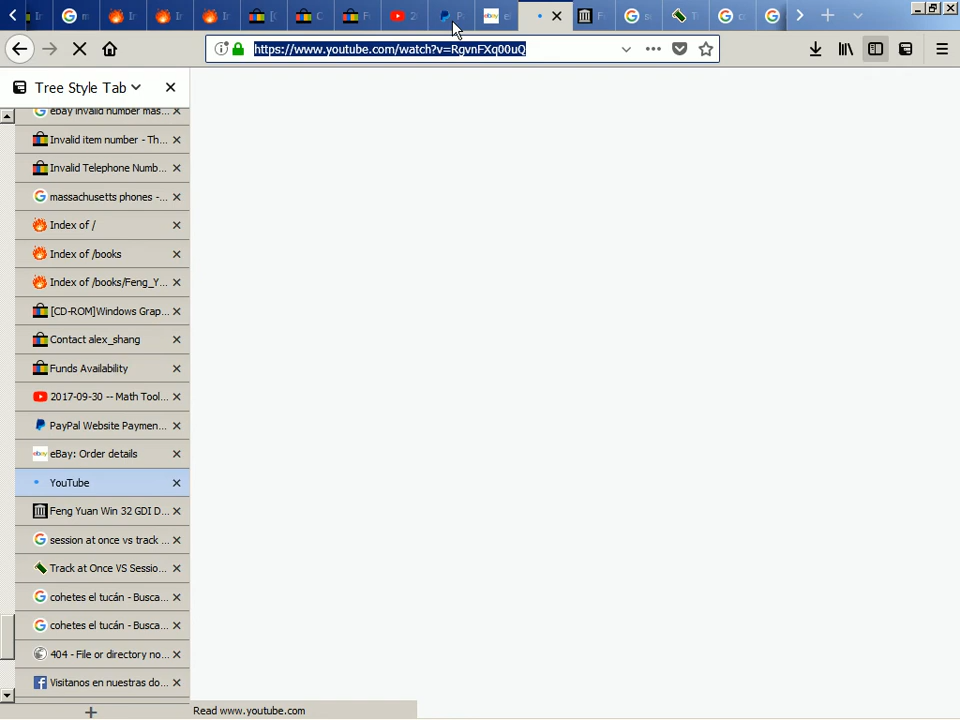 https://www.youtube.com/watch?v=RgvnFXq00uQ
Tree Style Tab
ebay invalid number mas...
Invalid item number - Th...
Invalid Telephone Numb...
massachusetts phones -...
Index of /
Index of /books
Index of /books/Feng_Y...
[CD-ROM]Windows Grap...
Contact alex_shang
Funds Availability
2017-09-30 -- Math Tool...
PayPal Website Paymen...
eBay: Order details
YouTube
Feng Yuan Win 32 GDI D...
session at once vs track ...
Track at Once VS Sessio...
cohetes el tucán - Busca...
cohetes el tucán - Busca...
404 - File or directory no...
Visitanos en nuestras do...
Read www.youtube.com